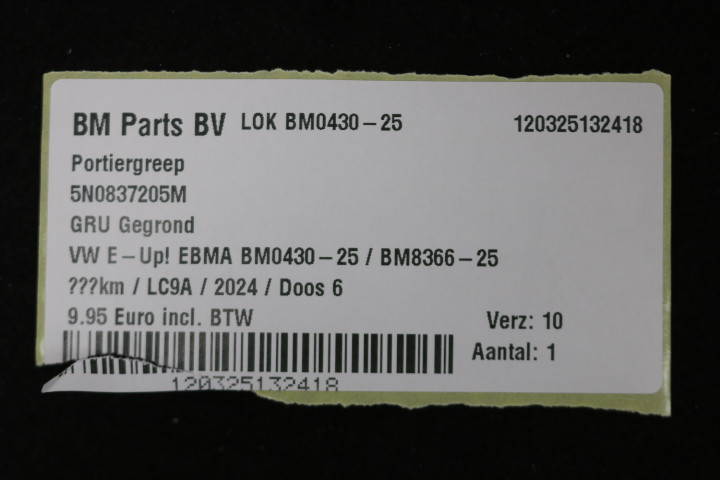 BM Parts BV LOK BM0430-25 120325132418
Portiergreep
5N0837205M
GRU Gegrond
VW E-Up! EBMA BM0430-25 / BM8366-25
???km / LC9A / 2024 / Doos 6
9.95 Euro incl. BTW Verz: 10
Aantal: 1
120325132418